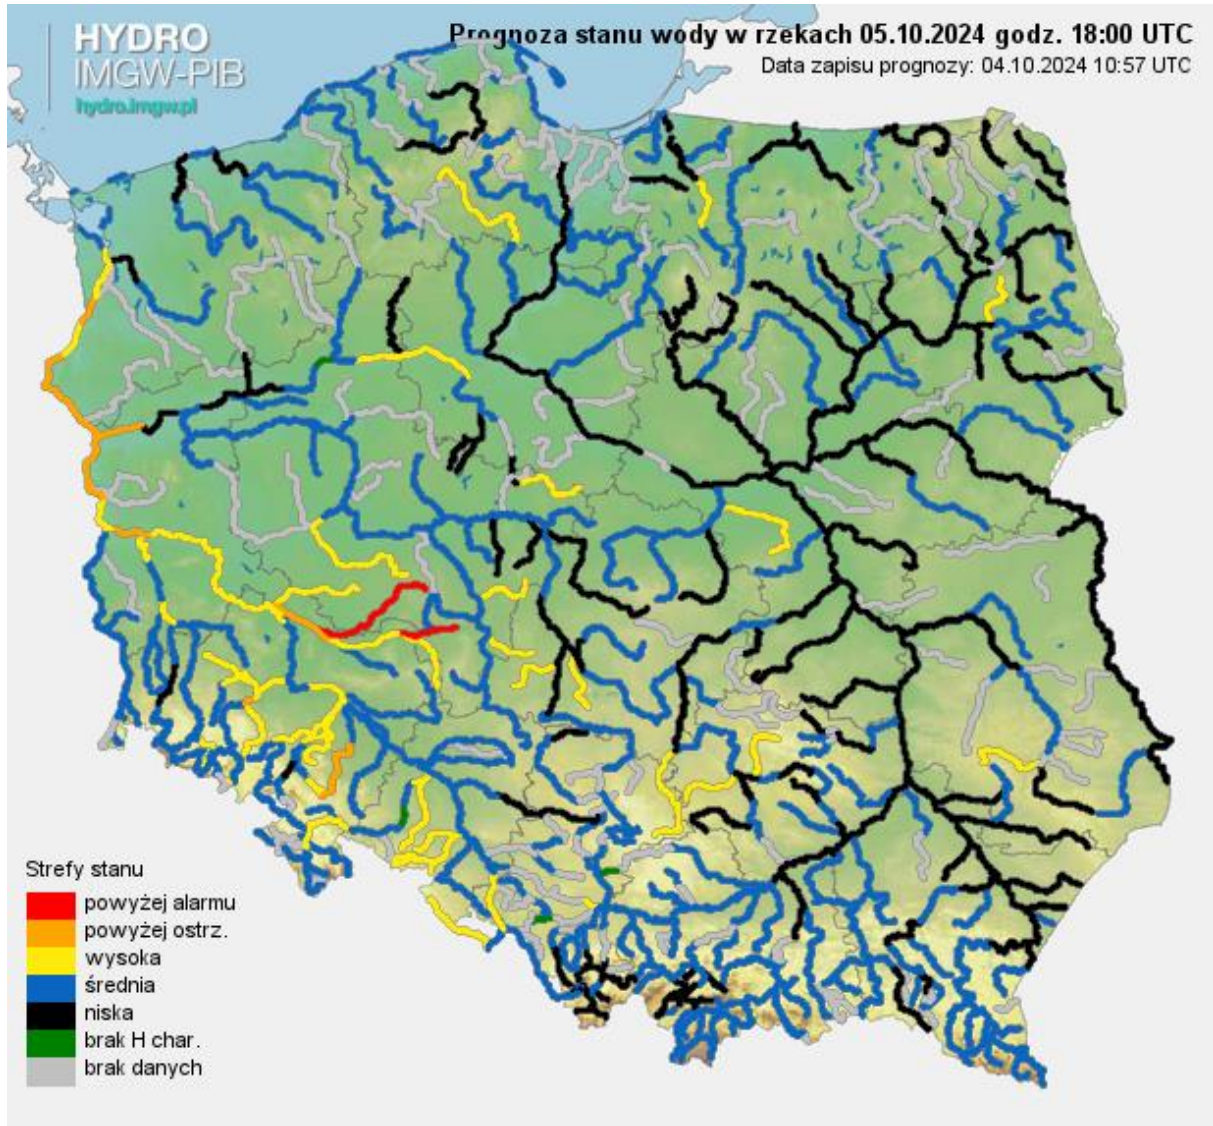 HYDRO
IMGW-PIB
hydro.imgw.pl
Prognoza stanu wody w rzekach 05.10.2024 godz. 18:00 UTC
Data zapisu prognozy: 04.10.2024 10:57 UTC
Strefy stanu
powyżej alarmu
powyżej ostrz.
wysoka
średnia
niska
brak H char.
brak danych